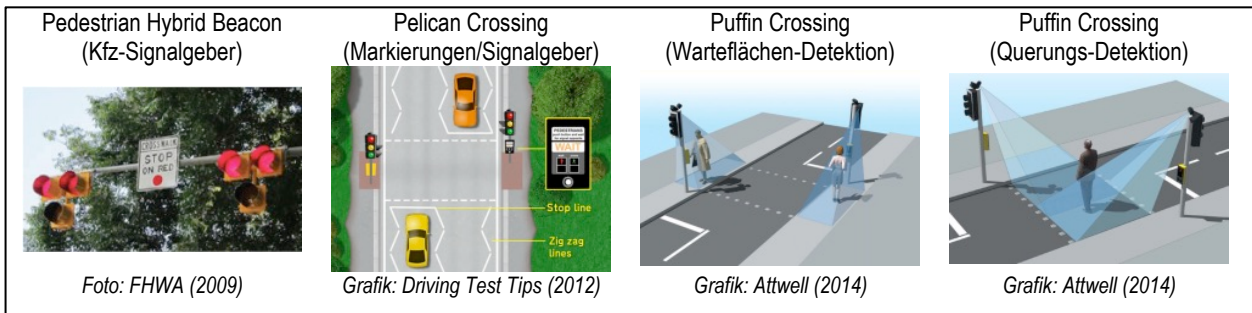 Pedestrian Hybrid Beacon
(Kfz-Signalgeber)
CROSSWALK
STOP
ON RED
Foto: FHWA (2009)
Pelican Crossing
(Markierungen/Signalgeber)
PEDESTRIANS
WAIT
Stop line
Zig zag
lines
Grafik: Driving Test Tips (2012)
Puffin Crossing
(Warteflächen-Detektion)
Grafik: Attwell (2014)
Puffin Crossing
(Querungs-Detektion)
Grafik: Attwell (2014)